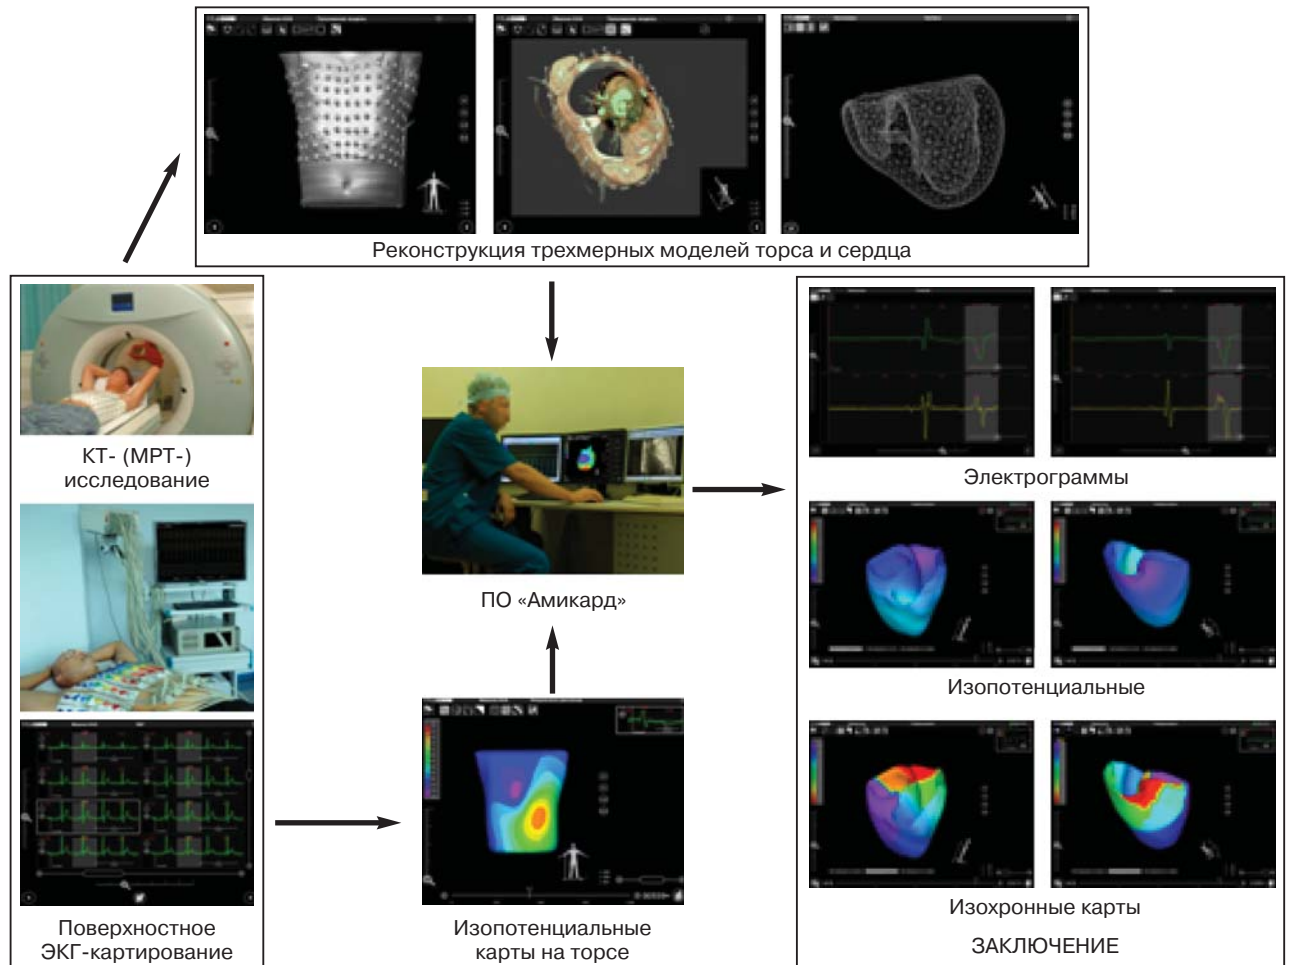 Реконструкция трехмерных моделей торса и сердца
КТ- (МРТ-)
исследование
Поверхностное
ЭКГ-картирование
ПО «Амикард»
Изопотенциальные
карты на торсе
Электрограммы
Изопотенциальные
Изохронные карты
ЗАКЛЮЧЕНИЕ